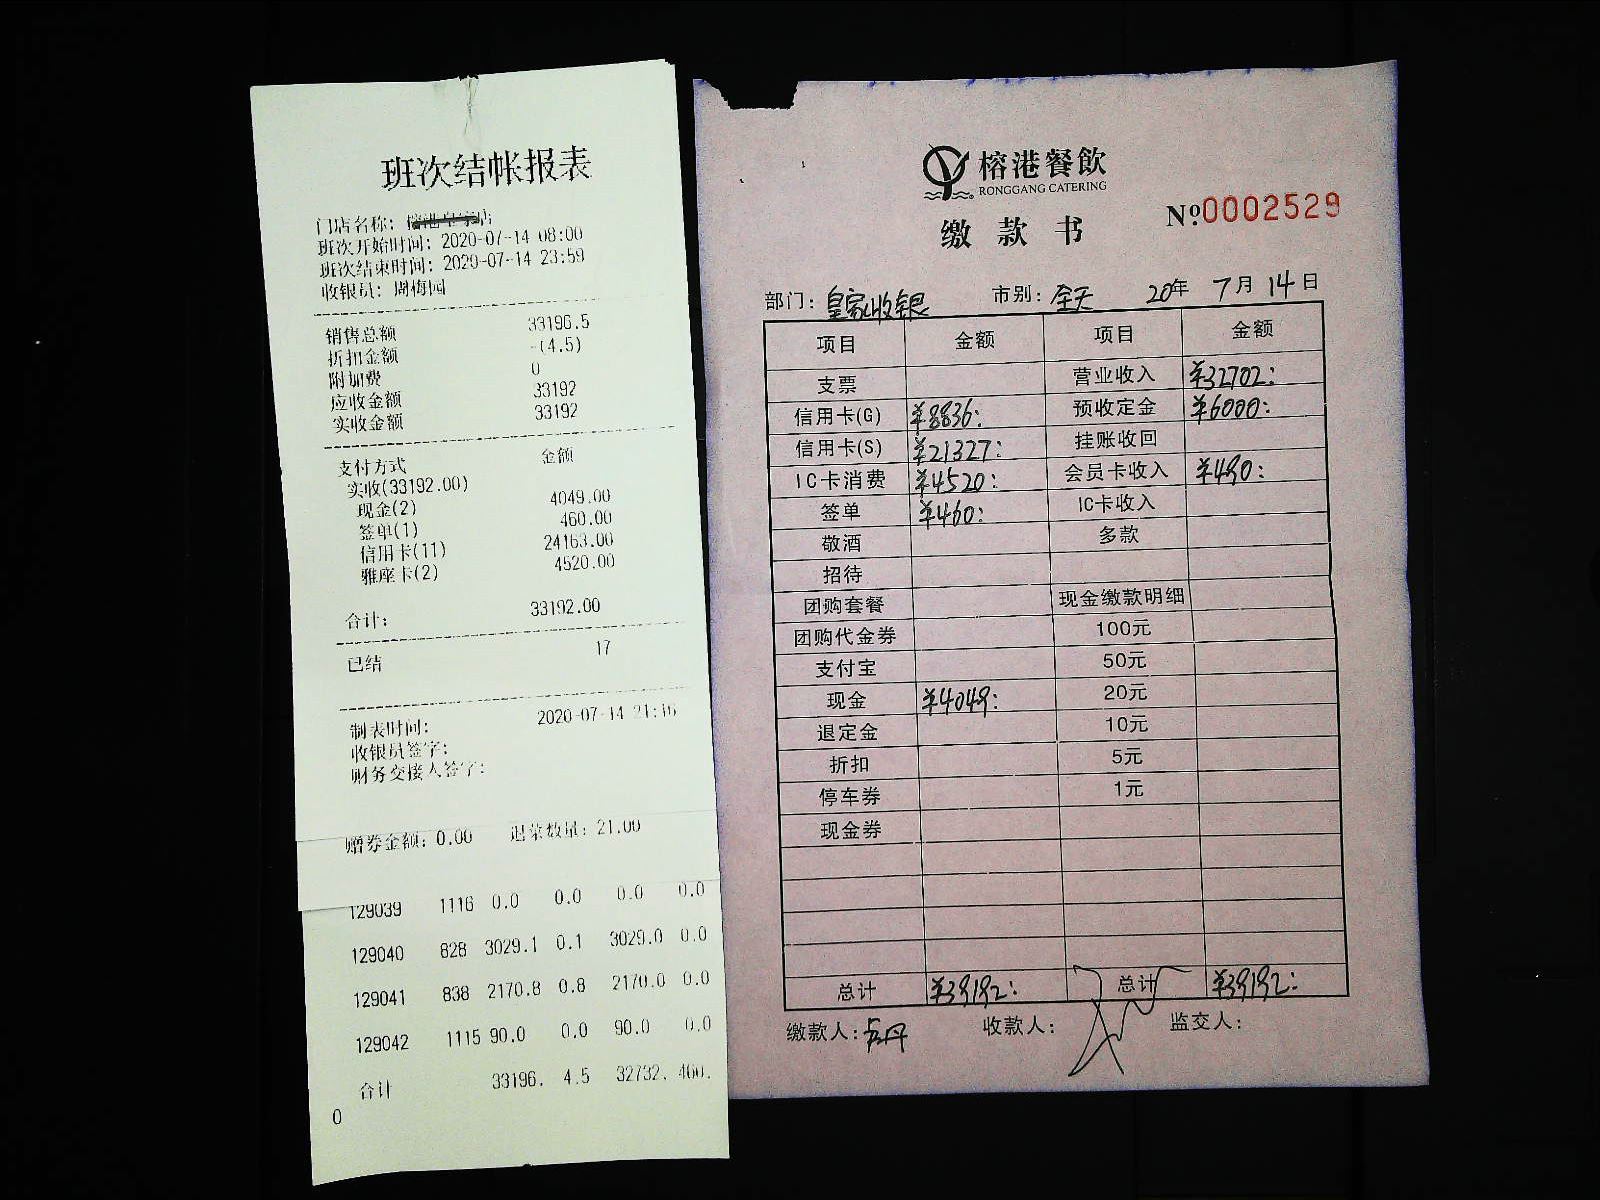 班次结帐报表
门店名称:
班次开始时间: 2020-07-14 08:00
班次结束时间: 2020-07-14 23:59
收银员: 周梅园
销售总额 33196.5
折扣金额 -(4.5)
附加费 0
应收金额 33192
实收金额 33192
支付方式 金额
实收(33192.00)
现金(2) 4049.00
签单(1) 460.00
信用卡(11) 24163.00
雅座卡(2) 4520.00
合计: 33192.00
已结 17
制表时间: 2020-07-14 21:16
收银员签字:
财务交接人签字:
赠券金额: 0.00 退菜数量: 21.00
129039 1116 0.0 0.0 0.0 0.0
129040 828 3029.1 0.1 3029.0 0.0
129041 838 2170.8 0.8 2170.0 0.0
129042 1115 90.0 0.0 90.0 0.0
合计 33196. 4.5 32732. 460.
0
榕港餐飲
RONGGANG CATERING
缴款书
Nº0002529
部门: 皇家收银 市别: 全天 20年 7月 14日
项目 金额 项目 金额
支票 营业收入 ¥32702:
信用卡(G) ¥8836: 预收定金 ¥6000:
信用卡(S) ¥21327: 挂账收回
IC卡消费 ¥4520: 会员卡收入 ¥490:
签单 ¥460: IC卡收入
敬酒 多款
招待
团购套餐 现金缴款明细
团购代金券 100元
支付宝 50元
现金 ¥4049: 20元
退定金 10元
折扣 5元
停车券 1元
现金券
总计 ¥39192: 总计 ¥39192:
缴款人: 收款人: 监交人: